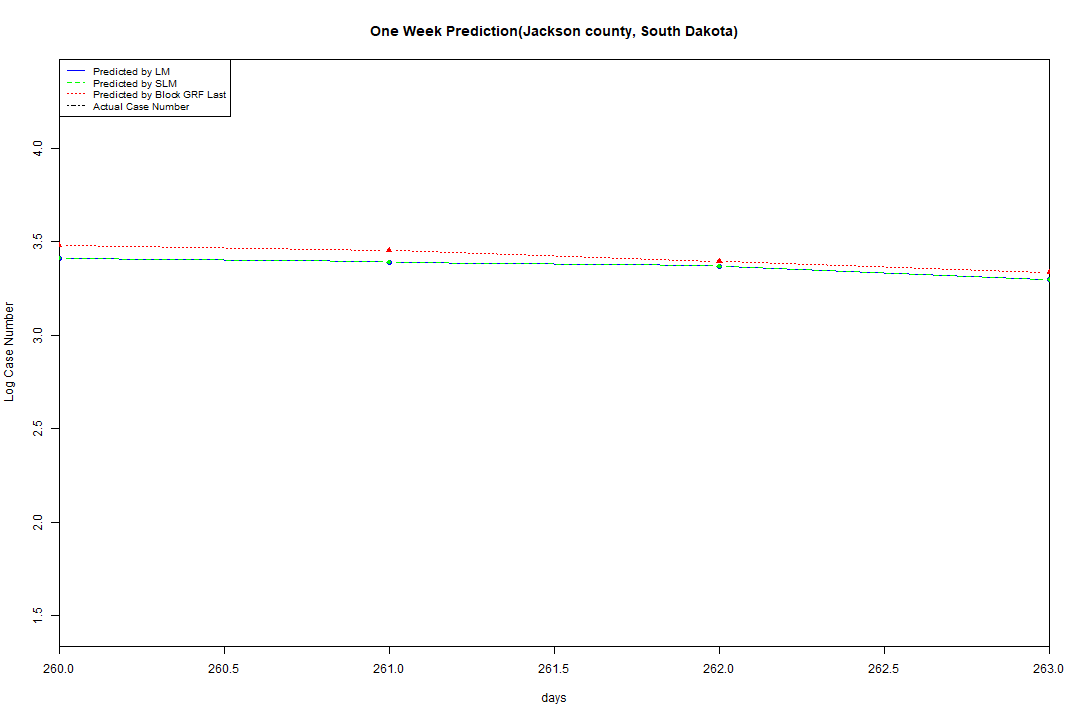 One Week Prediction(Jackson county, South Dakota)
Predicted by LM
Predicted by SLM
Predicted by Block GRF Last
Actual Case Number
4.0
3.5
3.0
2.5
2.0
1.5
Log Case Number
260.0 260.5 261.0 261.5 262.0 262.5 263.0
days